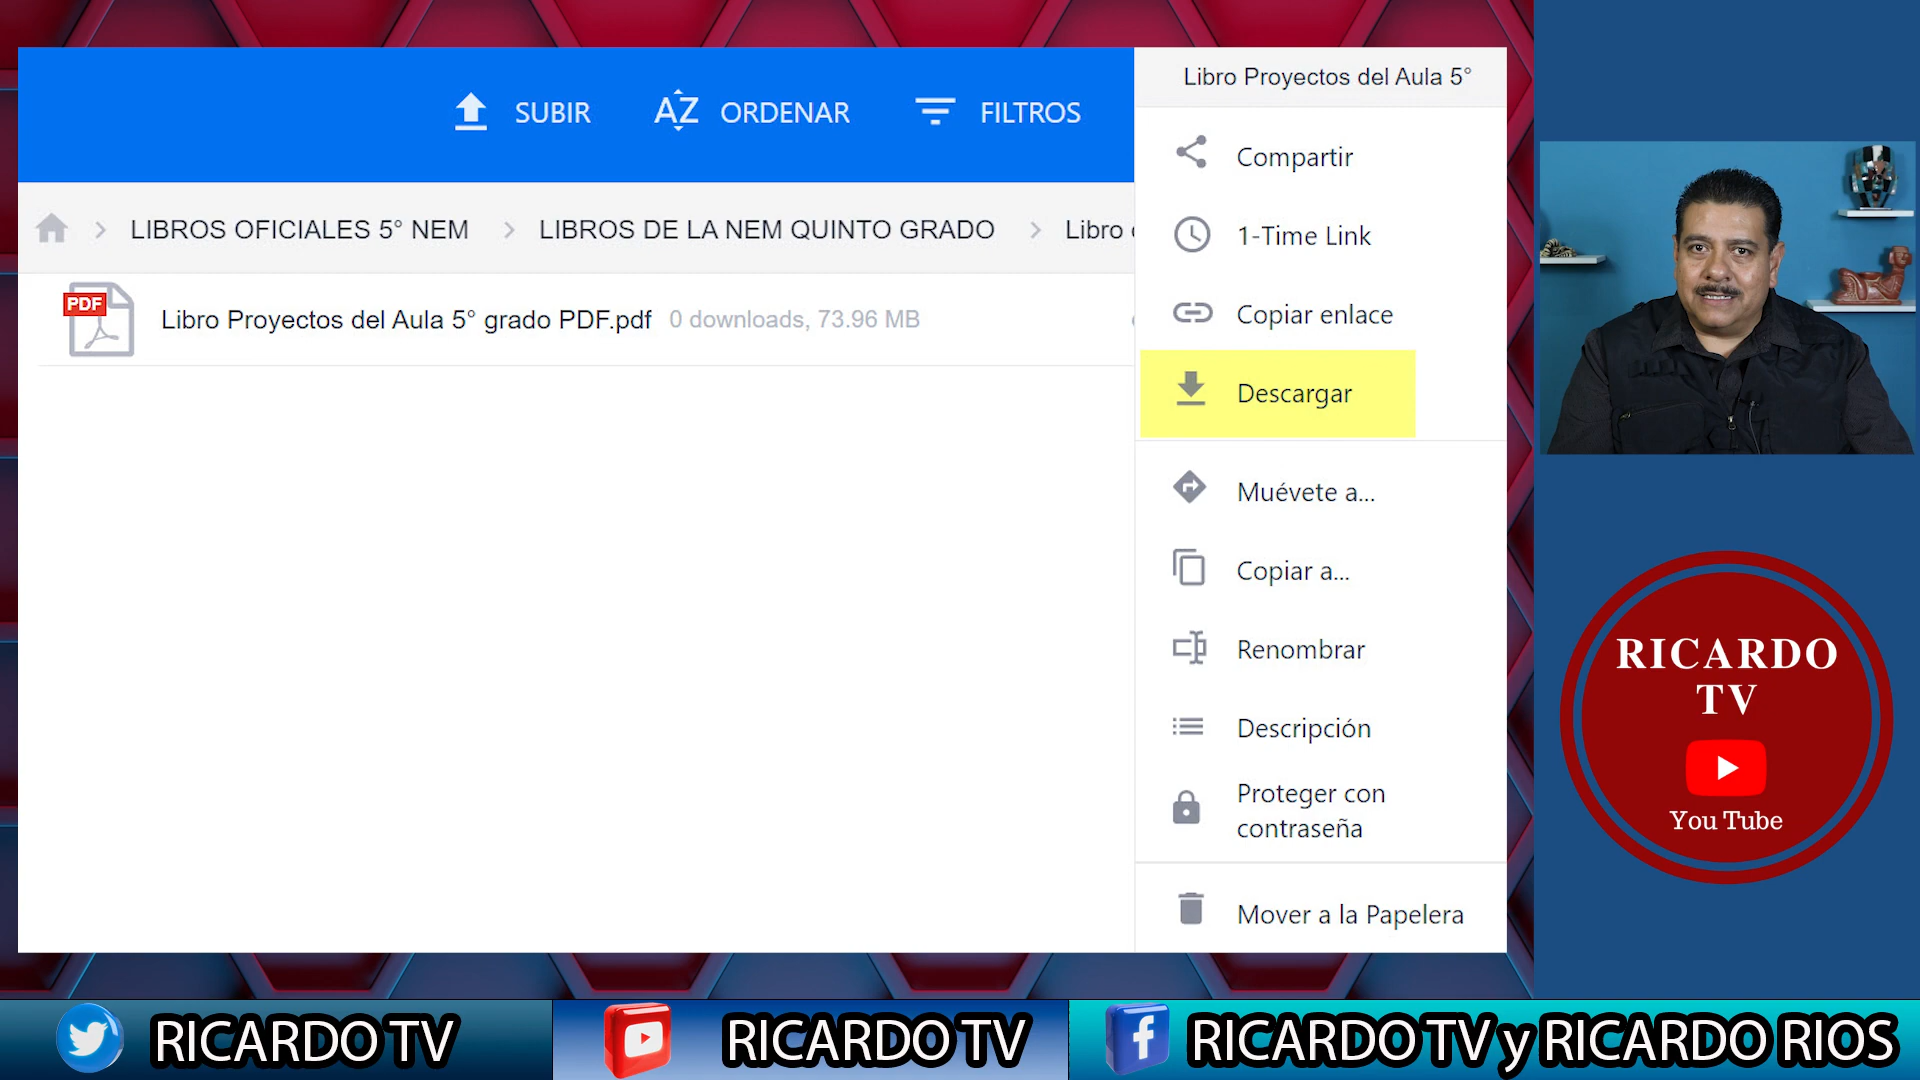 SUBIR
AZ ORDENAR
FILTROS
LIBROS OFICIALES 5° NEM
LIBROS DE LA NEM QUINTO GRADO
Libro
PDF
Libro Proyectos del Aula 5° grado PDF.pdf
0 downloads, 73.96 MB
Libro Proyectos del Aula 5°
Compartir
1-Time Link
Copiar enlace
Descargar
Muévete a...
Copiar a...
Renombrar
Descripción
Proteger con
contraseña
Mover a la Papelera
RICARDO
TV
You Tube
RICARDO TV
RICARDO TV
RICARDO TV y RICARDO RIOS